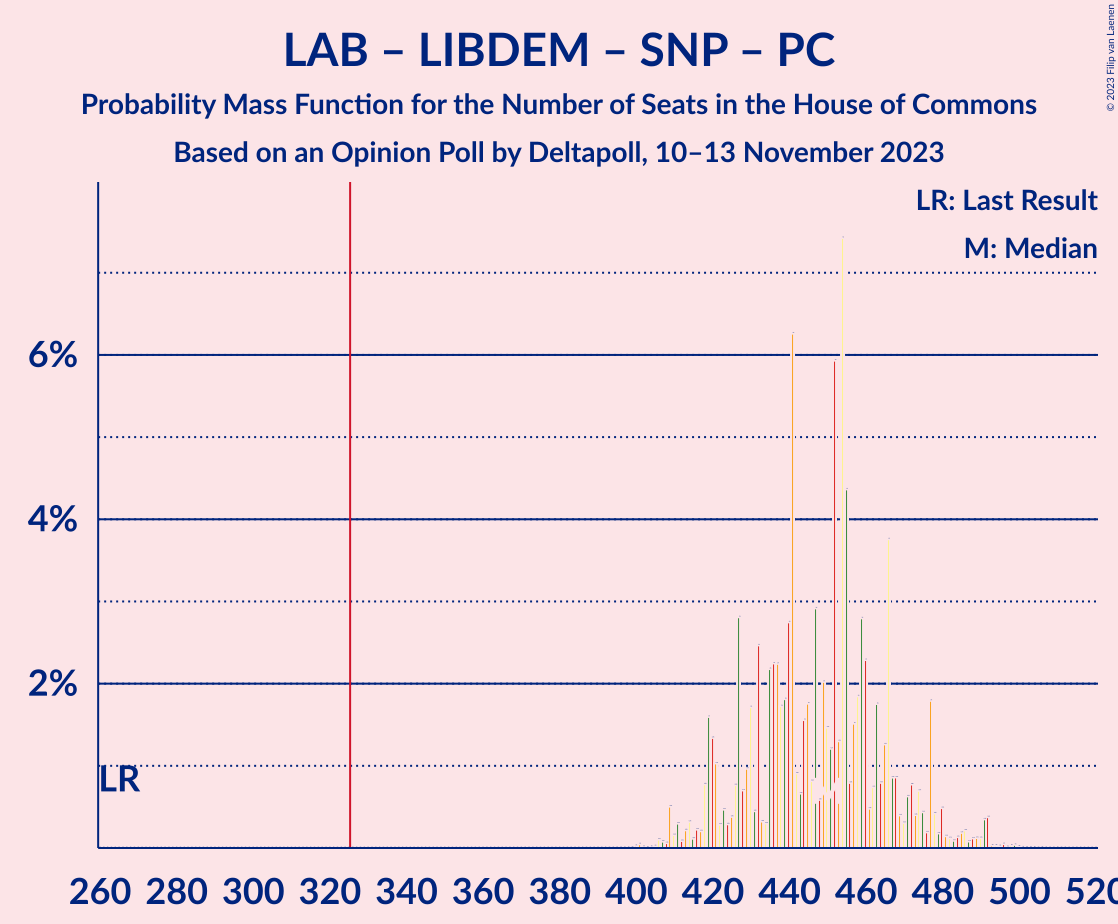 LAB – LIBDEM – SNP – PC
Probability Mass Function for the Number of Seats in the House of Commons
Based on an Opinion Poll by Deltapoll, 10–13 November 2023
© 2023 Filip van Laenen
LR: Last Result
M: Median
6%
4%
2%
LR
260 280 300 320 340 360 380 400 420 440 460 480 500 520